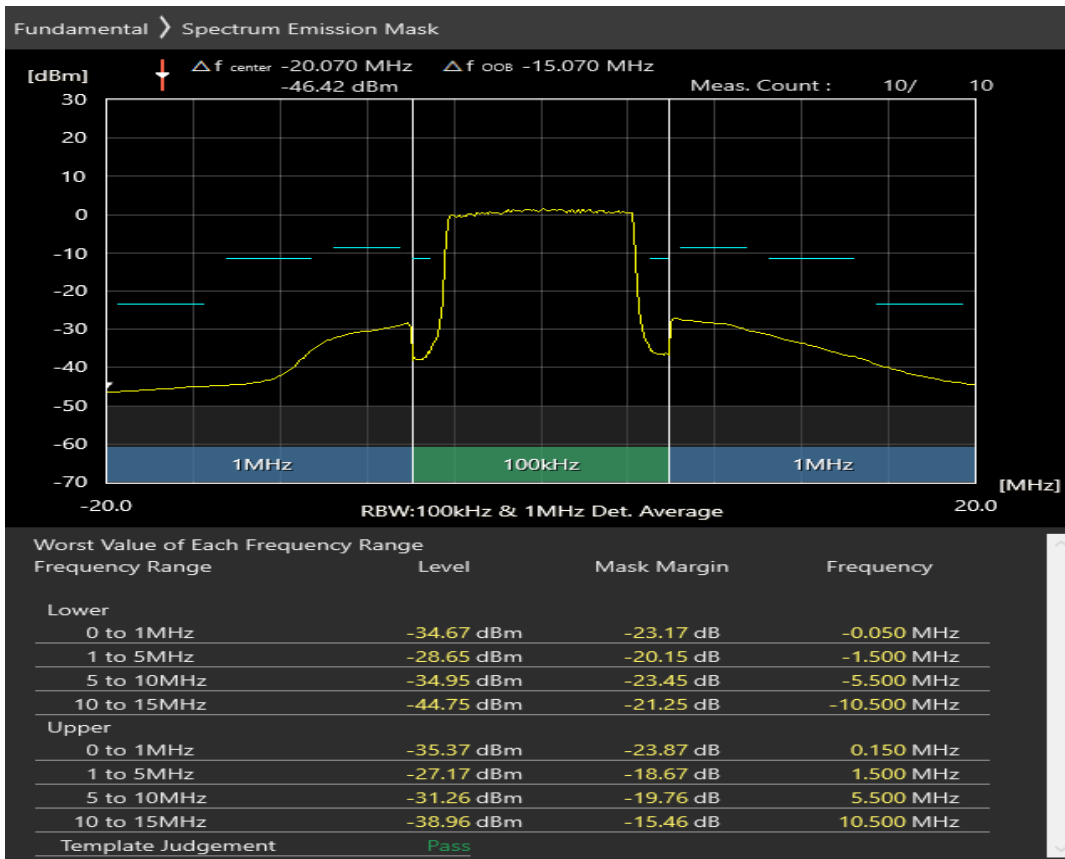 Fundamental ❯ Spectrum Emission Mask
[dBm]
△f center -20.070 MHz △f OOB -15.070 MHz
-46.42 dBm Meas. Count : 10/ 10
30
20
10
0
-10
-20
-30
-40
-50
-60
-70
1MHz 100kHz 1MHz
[MHz]
-20.0 RBW:100kHz & 1MHz Det. Average 20.0
Worst Value of Each Frequency Range
Frequency Range Level Mask Margin Frequency
Lower
0 to 1MHz -34.67 dBm -23.17 dB -0.050 MHz
1 to 5MHz -28.65 dBm -20.15 dB -1.500 MHz
5 to 10MHz -34.95 dBm -23.45 dB -5.500 MHz
10 to 15MHz -44.75 dBm -21.25 dB -10.500 MHz
Upper
0 to 1MHz -35.37 dBm -23.87 dB 0.150 MHz
1 to 5MHz -27.17 dBm -18.67 dB 1.500 MHz
5 to 10MHz -31.26 dBm -19.76 dB 5.500 MHz
10 to 15MHz -38.96 dBm -15.46 dB 10.500 MHz
Template Judgement Pass